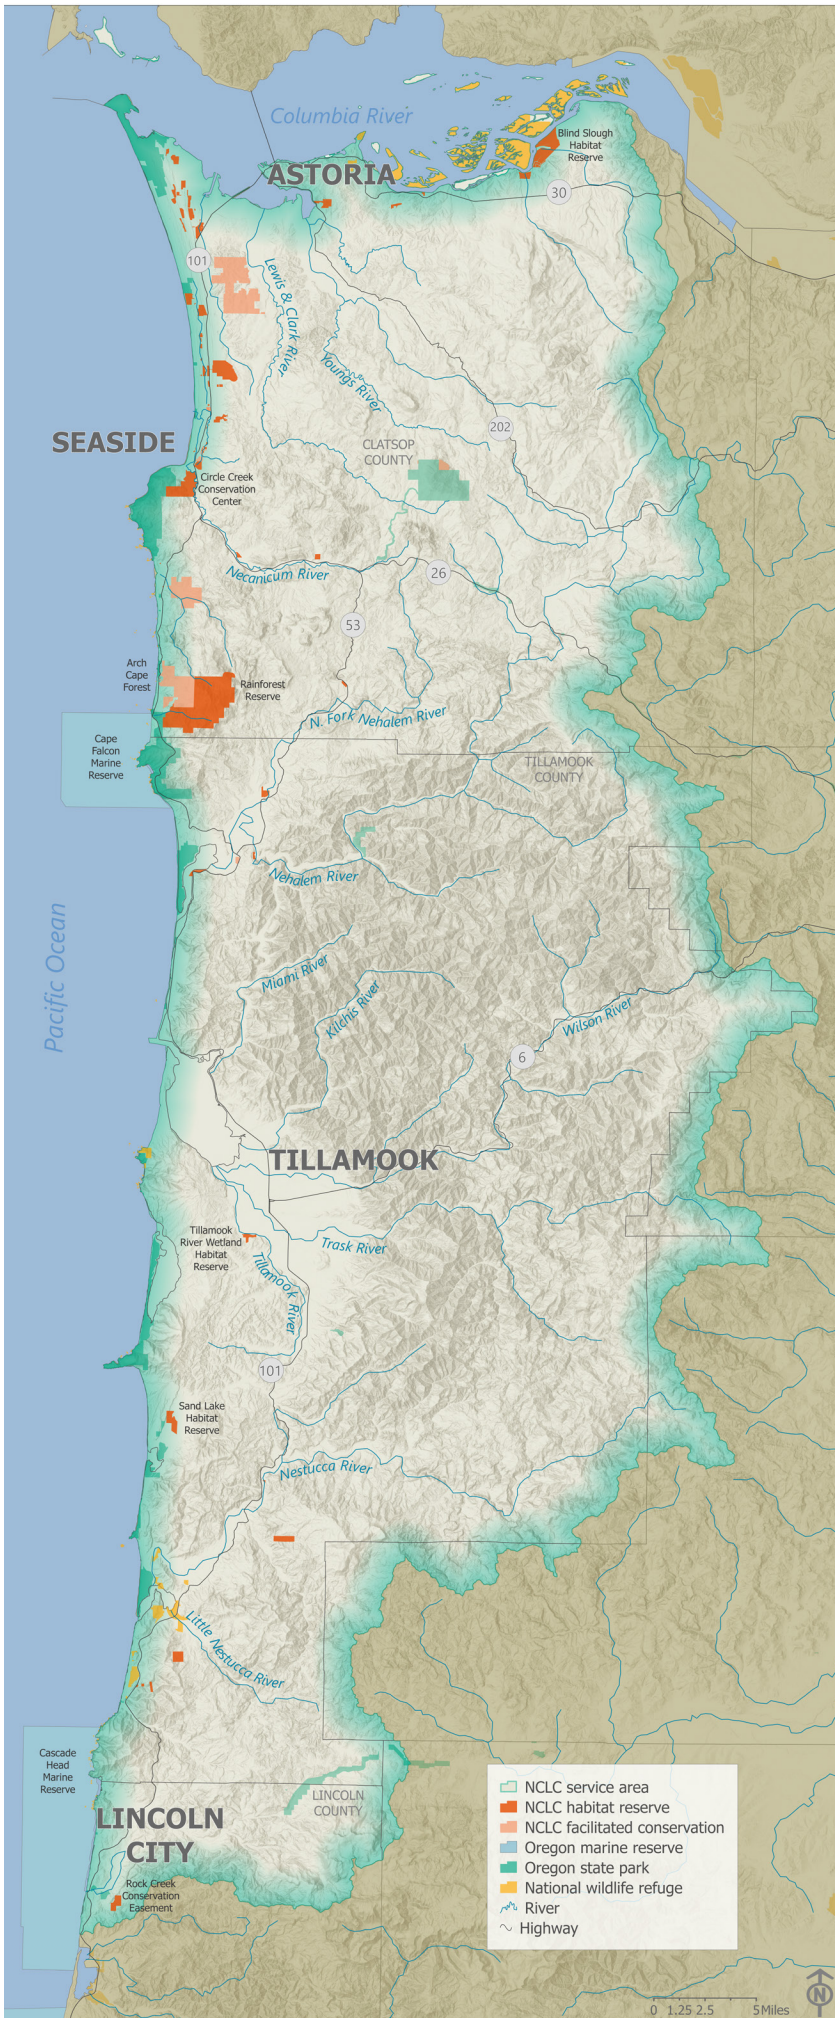 Columbia River
Blind Slough
Habitat
Reserve
ASTORIA
30
101
Lewis & Clark River
Youngs River
202
SEASIDE
CLATSOP
COUNTY
Circle Creek
Conservation
Center
Necanicum River
26
53
Arch
Cape
Forest
Rainforest
Reserve
N. Fork Nehalem River
Cape
Falcon
Marine
Reserve
TILLAMOOK
COUNTY
Nehalem River
Pacific Ocean
Miami River
Kilchis River
Wilson River
6
TILLAMOOK
Tillamook
River Wetland
Habitat
Reserve
Trask River
Tillamook River
101
Sand Lake
Habitat
Reserve
Nestucca River
Little Nestucca River
Cascade
Head
Marine
Reserve
LINCOLN
COUNTY
LINCOLN
CITY
Rock Creek
Conservation
Easement
NCLC service area
NCLC habitat reserve
NCLC facilitated conservation
Oregon marine reserve
Oregon state park
National wildlife refuge
River
Highway
0 1.25 2.5 5 Miles
N